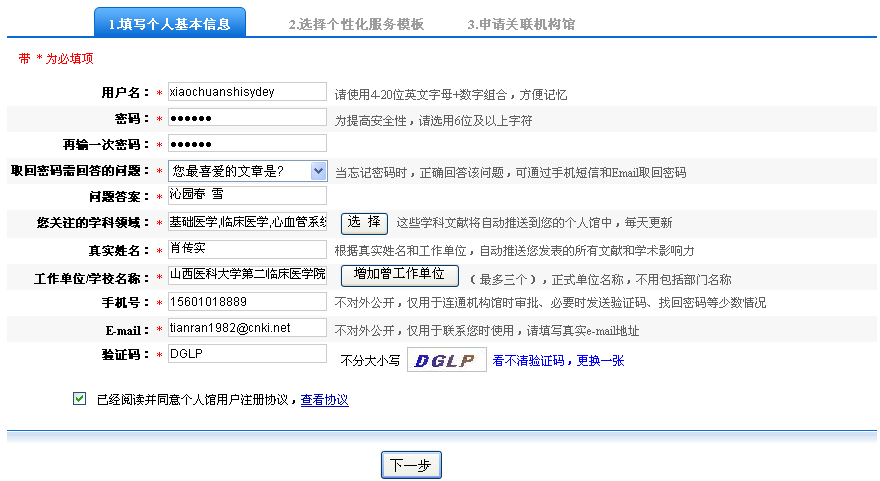 1.填写个人基本信息 2.选择个性化服务模板 3.申请关联机构馆
带 * 为必填项
用户名： * xiaochuanshisydey 请使用4-20位英文字母+数字组合，方便记忆
密码： * ●●●●●● 为提高安全性，请选用6位及以上字符
再输一次密码： * ●●●●●●
取回密码需回答的问题： * 您最喜爱的文章是? 当忘记密码时，正确回答该问题，可通过手机短信和Email取回密码
问题答案： * 沁园春 雪
您关注的学科领域： * 基础医学,临床医学,心血管系统 选 择 这些学科文献将自动推送到您的个人馆中，每天更新
真实姓名： * 肖传实 根据真实姓名和工作单位，自动推送您发表的所有文献和学术影响力
工作单位/学校名称： * 山西医科大学第二临床医学院 增加曾工作单位 （ 最多三个 ），正式单位名称，不用包括部门名称
手机号： * 15601018889 不对外公开，仅用于连通机构馆时审批、必要时发送验证码、找回密码等少数情况
E-mail： * tianran1982@cnki.net 不对外公开，仅用于联系您时使用，请填写真实e-mail地址
验证码： * DGLP 不分大小写 DGLP 看不清验证码，更换一张
已经阅读并同意个人馆用户注册协议，查看协议
下一步